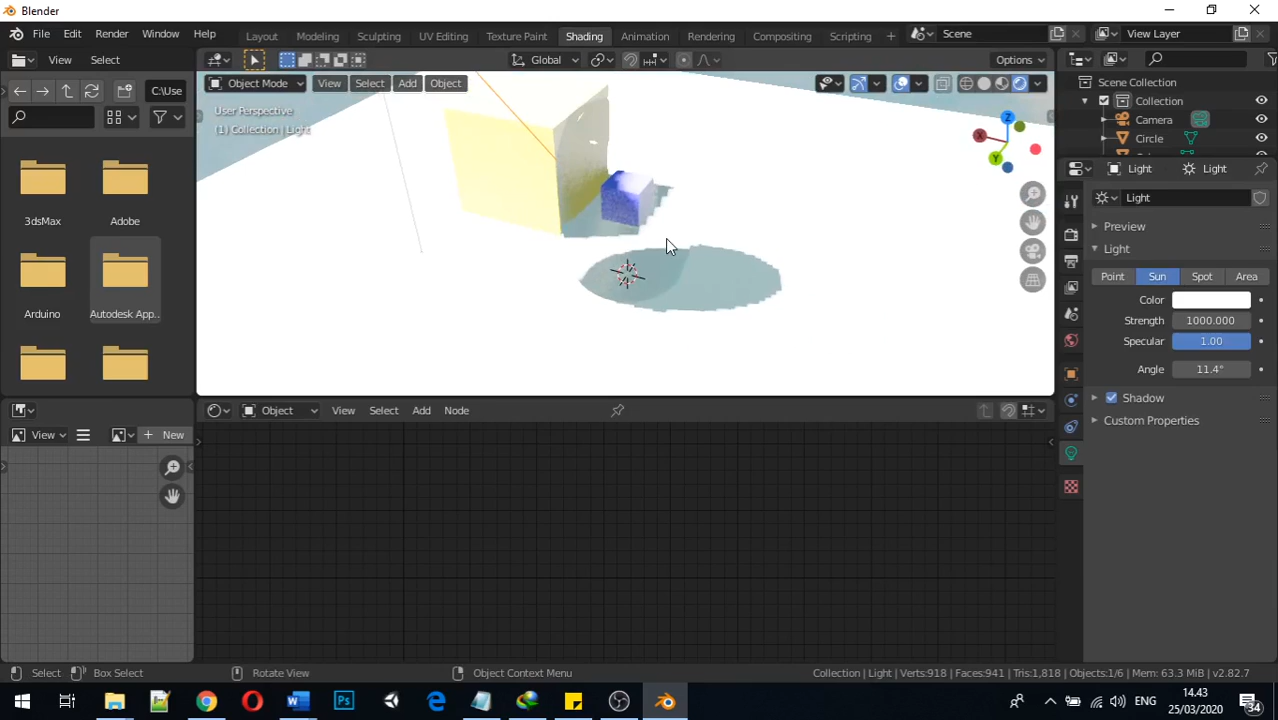 Blender
File Edit Render Window Help
Layout Modeling Sculpting UV Editing Texture Paint Shading Animation Rendering Compositing Scripting
Scene
View Layer
View Select
Global
Options
C:\Use
Object Mode View Select Add Object
User Perspective
(1) Collection | Light
Z
X
Y
Scene Collection
Collection
Camera
Circle
Light Light
Light
Preview
Light
Point Sun Spot Area
Color
Strength 1000.000
Specular 1.00
Angle 11.4°
Shadow
Custom Properties
3dsMax Adobe
Arduino Autodesk App..
Object View Select Add Node
View New
Select Box Select Rotate View Object Context Menu
Collection | Light | Verts:918 | Faces:941 | Tris:1,818 | Objects:1/6 | Mem: 63.3 MiB | v2.82.7
Ps
ENG
14.43
25/03/2020
34